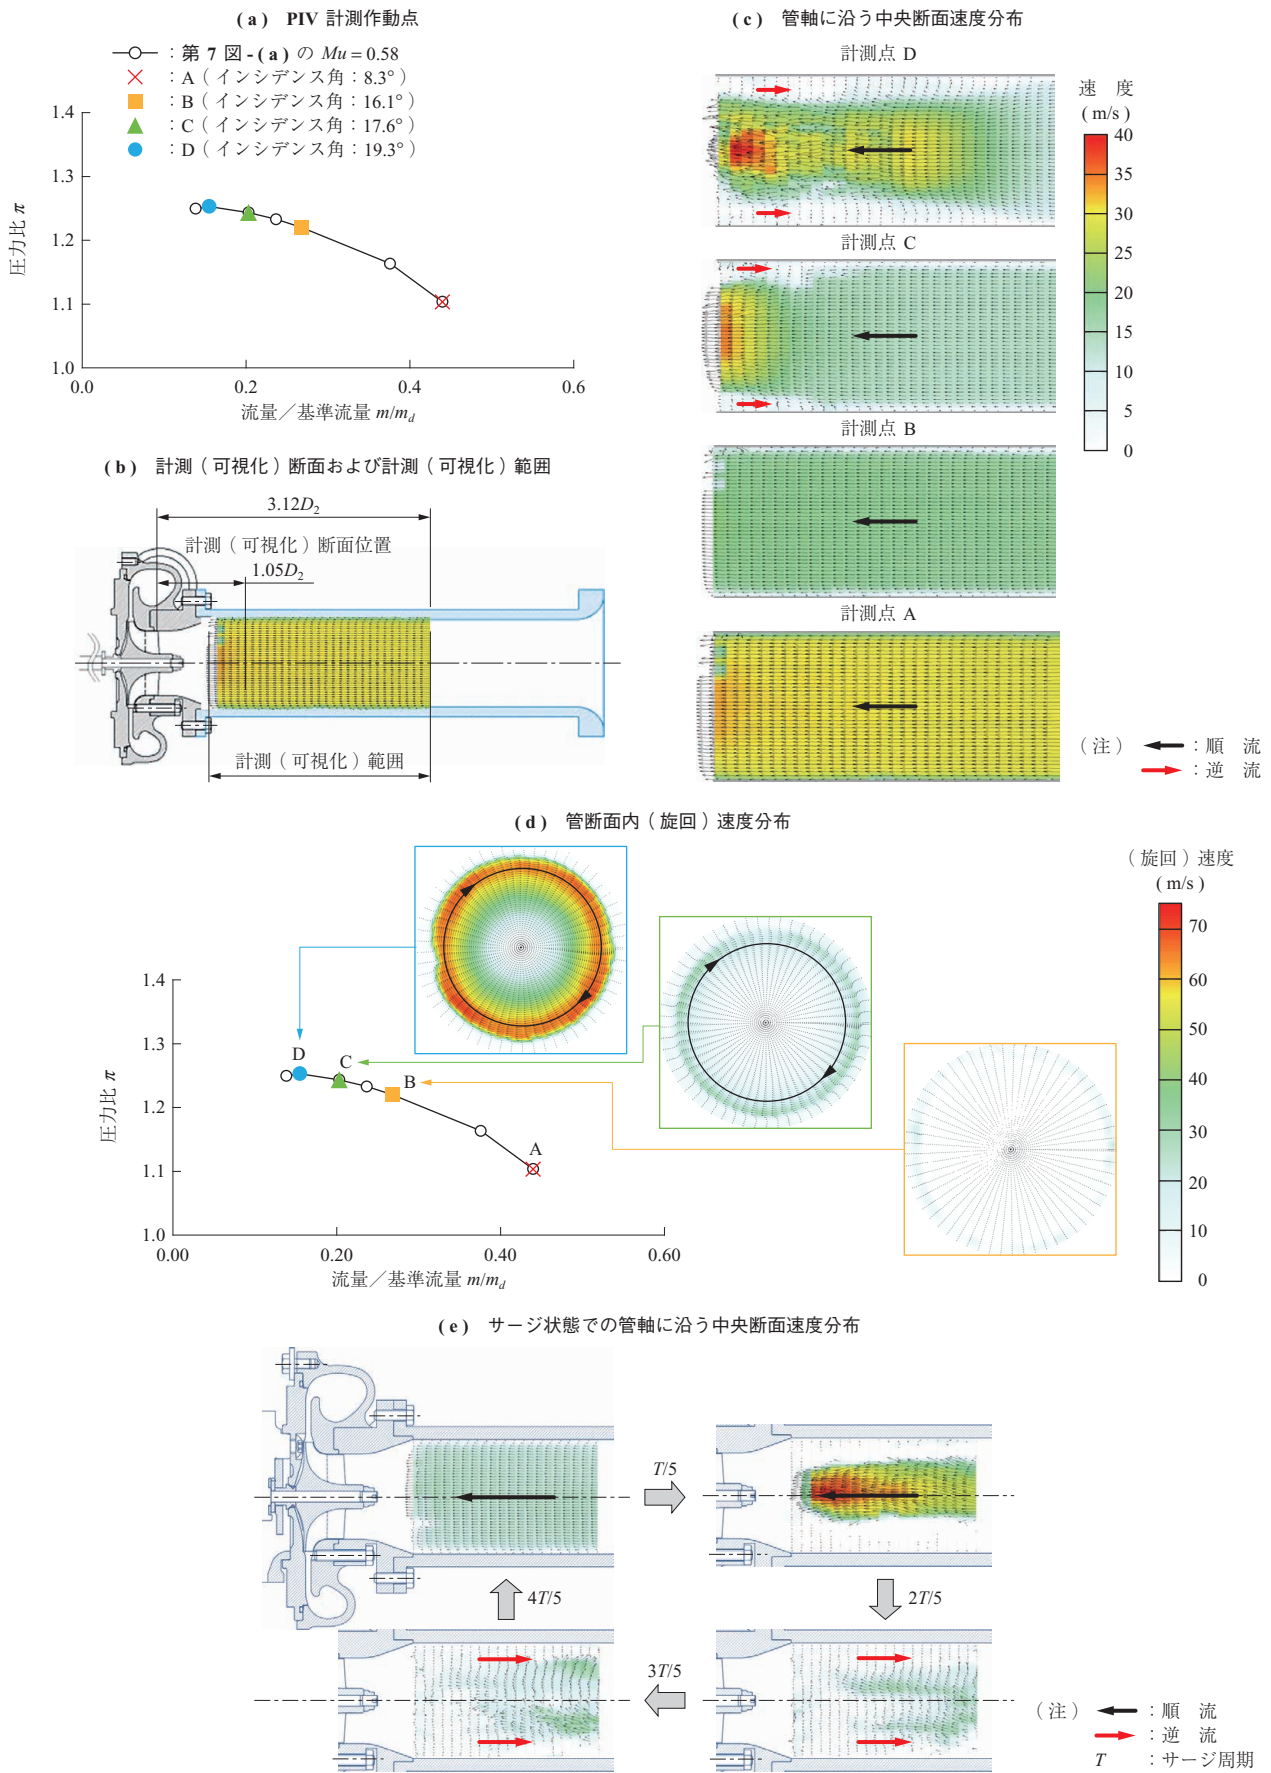 (a) PIV 計測作動点
：第 7 図 - (a) の Mu = 0.58
：A ( インシデンス角：8.3° )
：B ( インシデンス角：16.1° )
：C ( インシデンス角：17.6° )
：D ( インシデンス角：19.3° )
圧力比 π
1.4
1.3
1.2
1.1
1.0
0.0
0.2
0.4
0.6
流量／基準流量 m/m_d
(b) 計測（可視化）断面および計測（可視化）範囲
3.12D₂
計測（可視化）断面位置
1.05D₂
計測（可視化）範囲
(c) 管軸に沿う中央断面速度分布
計測点 D
計測点 C
計測点 B
計測点 A
速 度
( m/s )
40
35
30
25
20
15
10
5
0
（注）
：順 流
：逆 流
(d) 管断面内（旋回）速度分布
圧力比 π
1.4
1.3
1.2
1.1
1.0
D
C
B
A
0.00
0.20
0.40
0.60
流量／基準流量 m/m_d
（旋回）速度
( m/s )
70
60
50
40
30
20
10
0
(e) サージ状態での管軸に沿う中央断面速度分布
T/5
2T/5
3T/5
4T/5
（注）
：順 流
：逆 流
T ：サージ周期